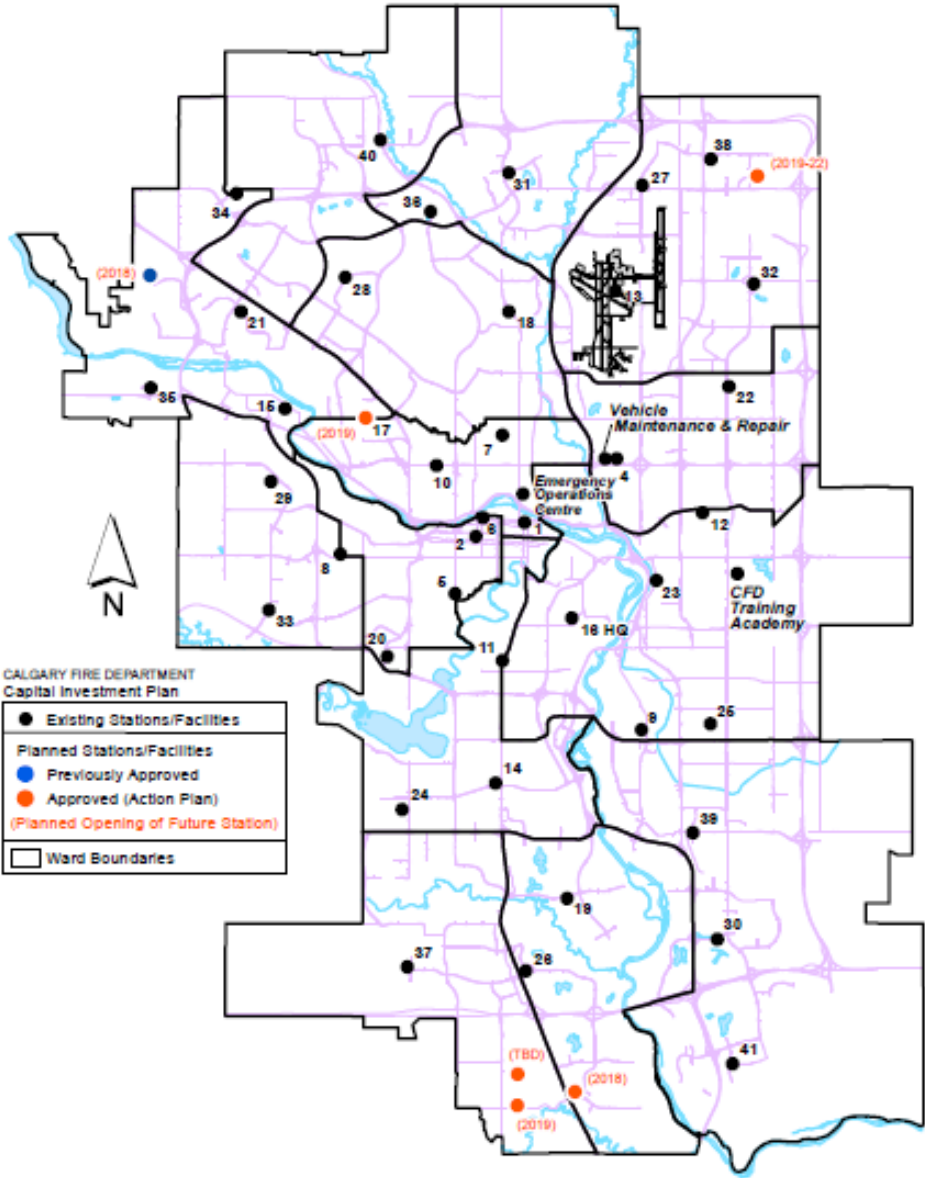 40
38
(2019-22)
31
27
34
36
(2018)
28
32
13
21
18
22
35
15
Vehicle
Maintenance & Repair
17
(2019)
7
4
10
29
Emergency
Operations
Centre
12
6
1
2
8
5
23
CFD
Training
Academy
N
33
16 HQ
20
11
CALGARY FIRE DEPARTMENT
Capital Investment Plan
Existing Stations/Facilities
Planned Stations/Facilities
Previously Approved
Approved (Action Plan)
(Planned Opening of Future Station)
Ward Boundaries
9
25
14
24
39
19
30
37
26
41
(TBD)
(2018)
(2019)